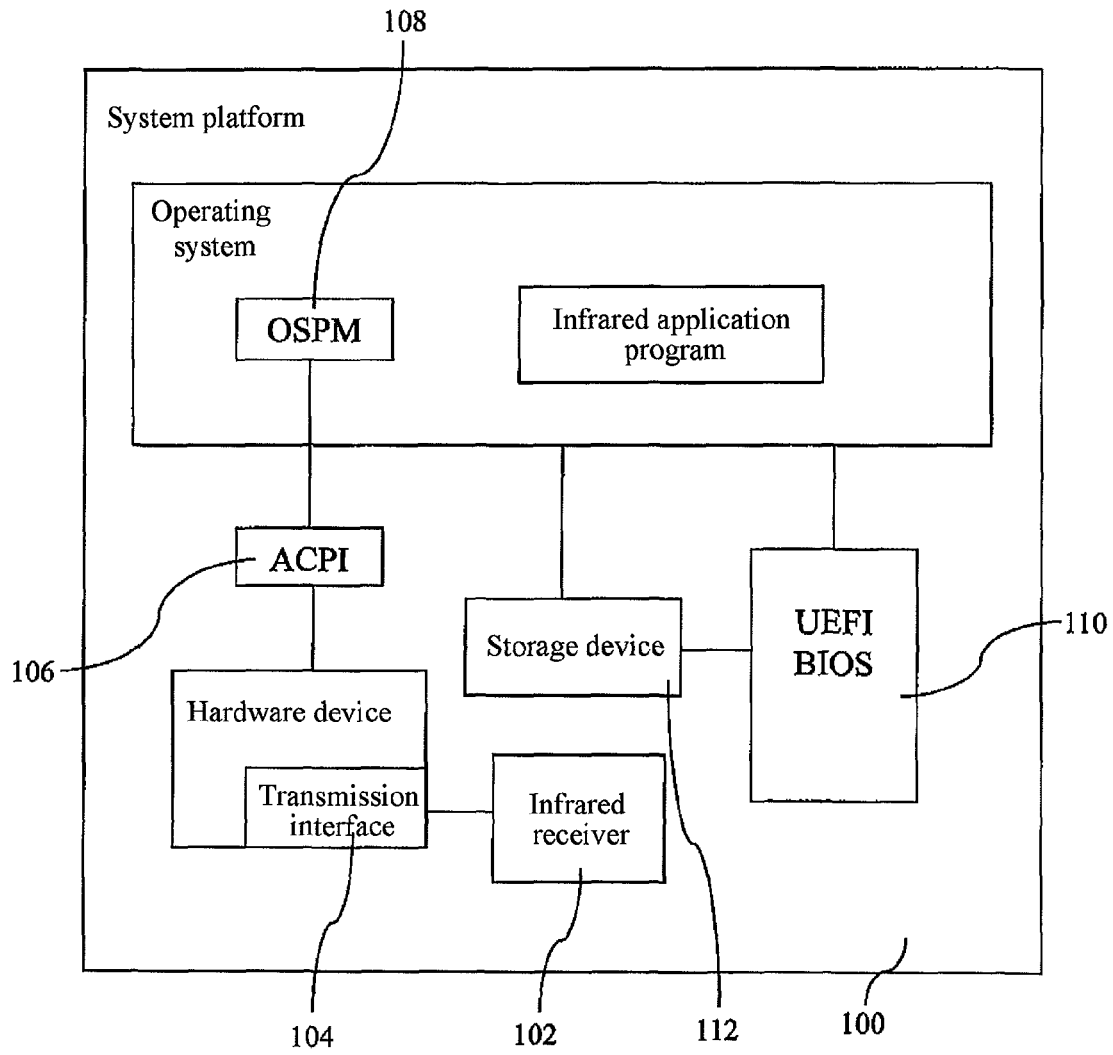 108
System platform
Operating
system
OSPM
Infrared application
program
ACPI
Storage device
UEFI
BIOS
110
106
Hardware device
Transmission
interface
Infrared
receiver
104
102
112
100